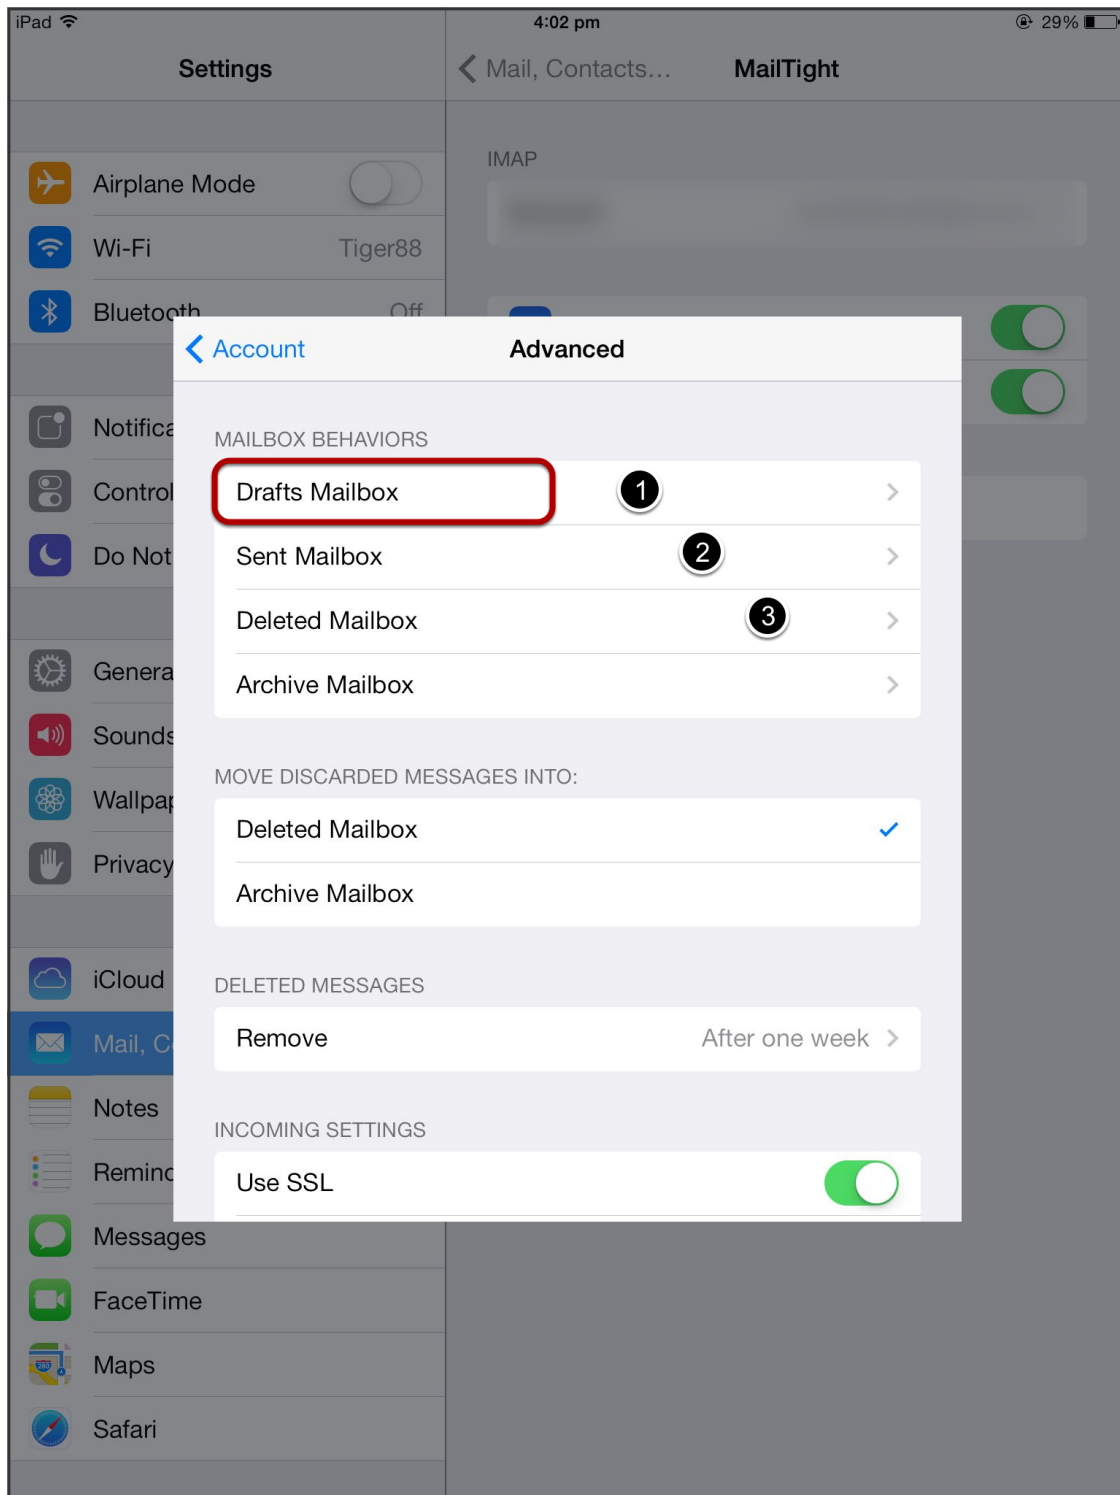 iPad 4:02 pm 29%
Settings
Mail, Contacts... MailTight
IMAP
Airplane Mode
Wi-Fi Tiger88
Bluetooth Off
Account Advanced
Notifica
MAILBOX BEHAVIORS
Control
Drafts Mailbox 1
Do Not
Sent Mailbox 2
Deleted Mailbox 3
Genera
Archive Mailbox
Sounds
MOVE DISCARDED MESSAGES INTO:
Wallpap
Deleted Mailbox
Privacy
Archive Mailbox
iCloud
DELETED MESSAGES
Mail, Co
Remove After one week
Notes
INCOMING SETTINGS
Remind
Use SSL
Messages
FaceTime
Maps
Safari